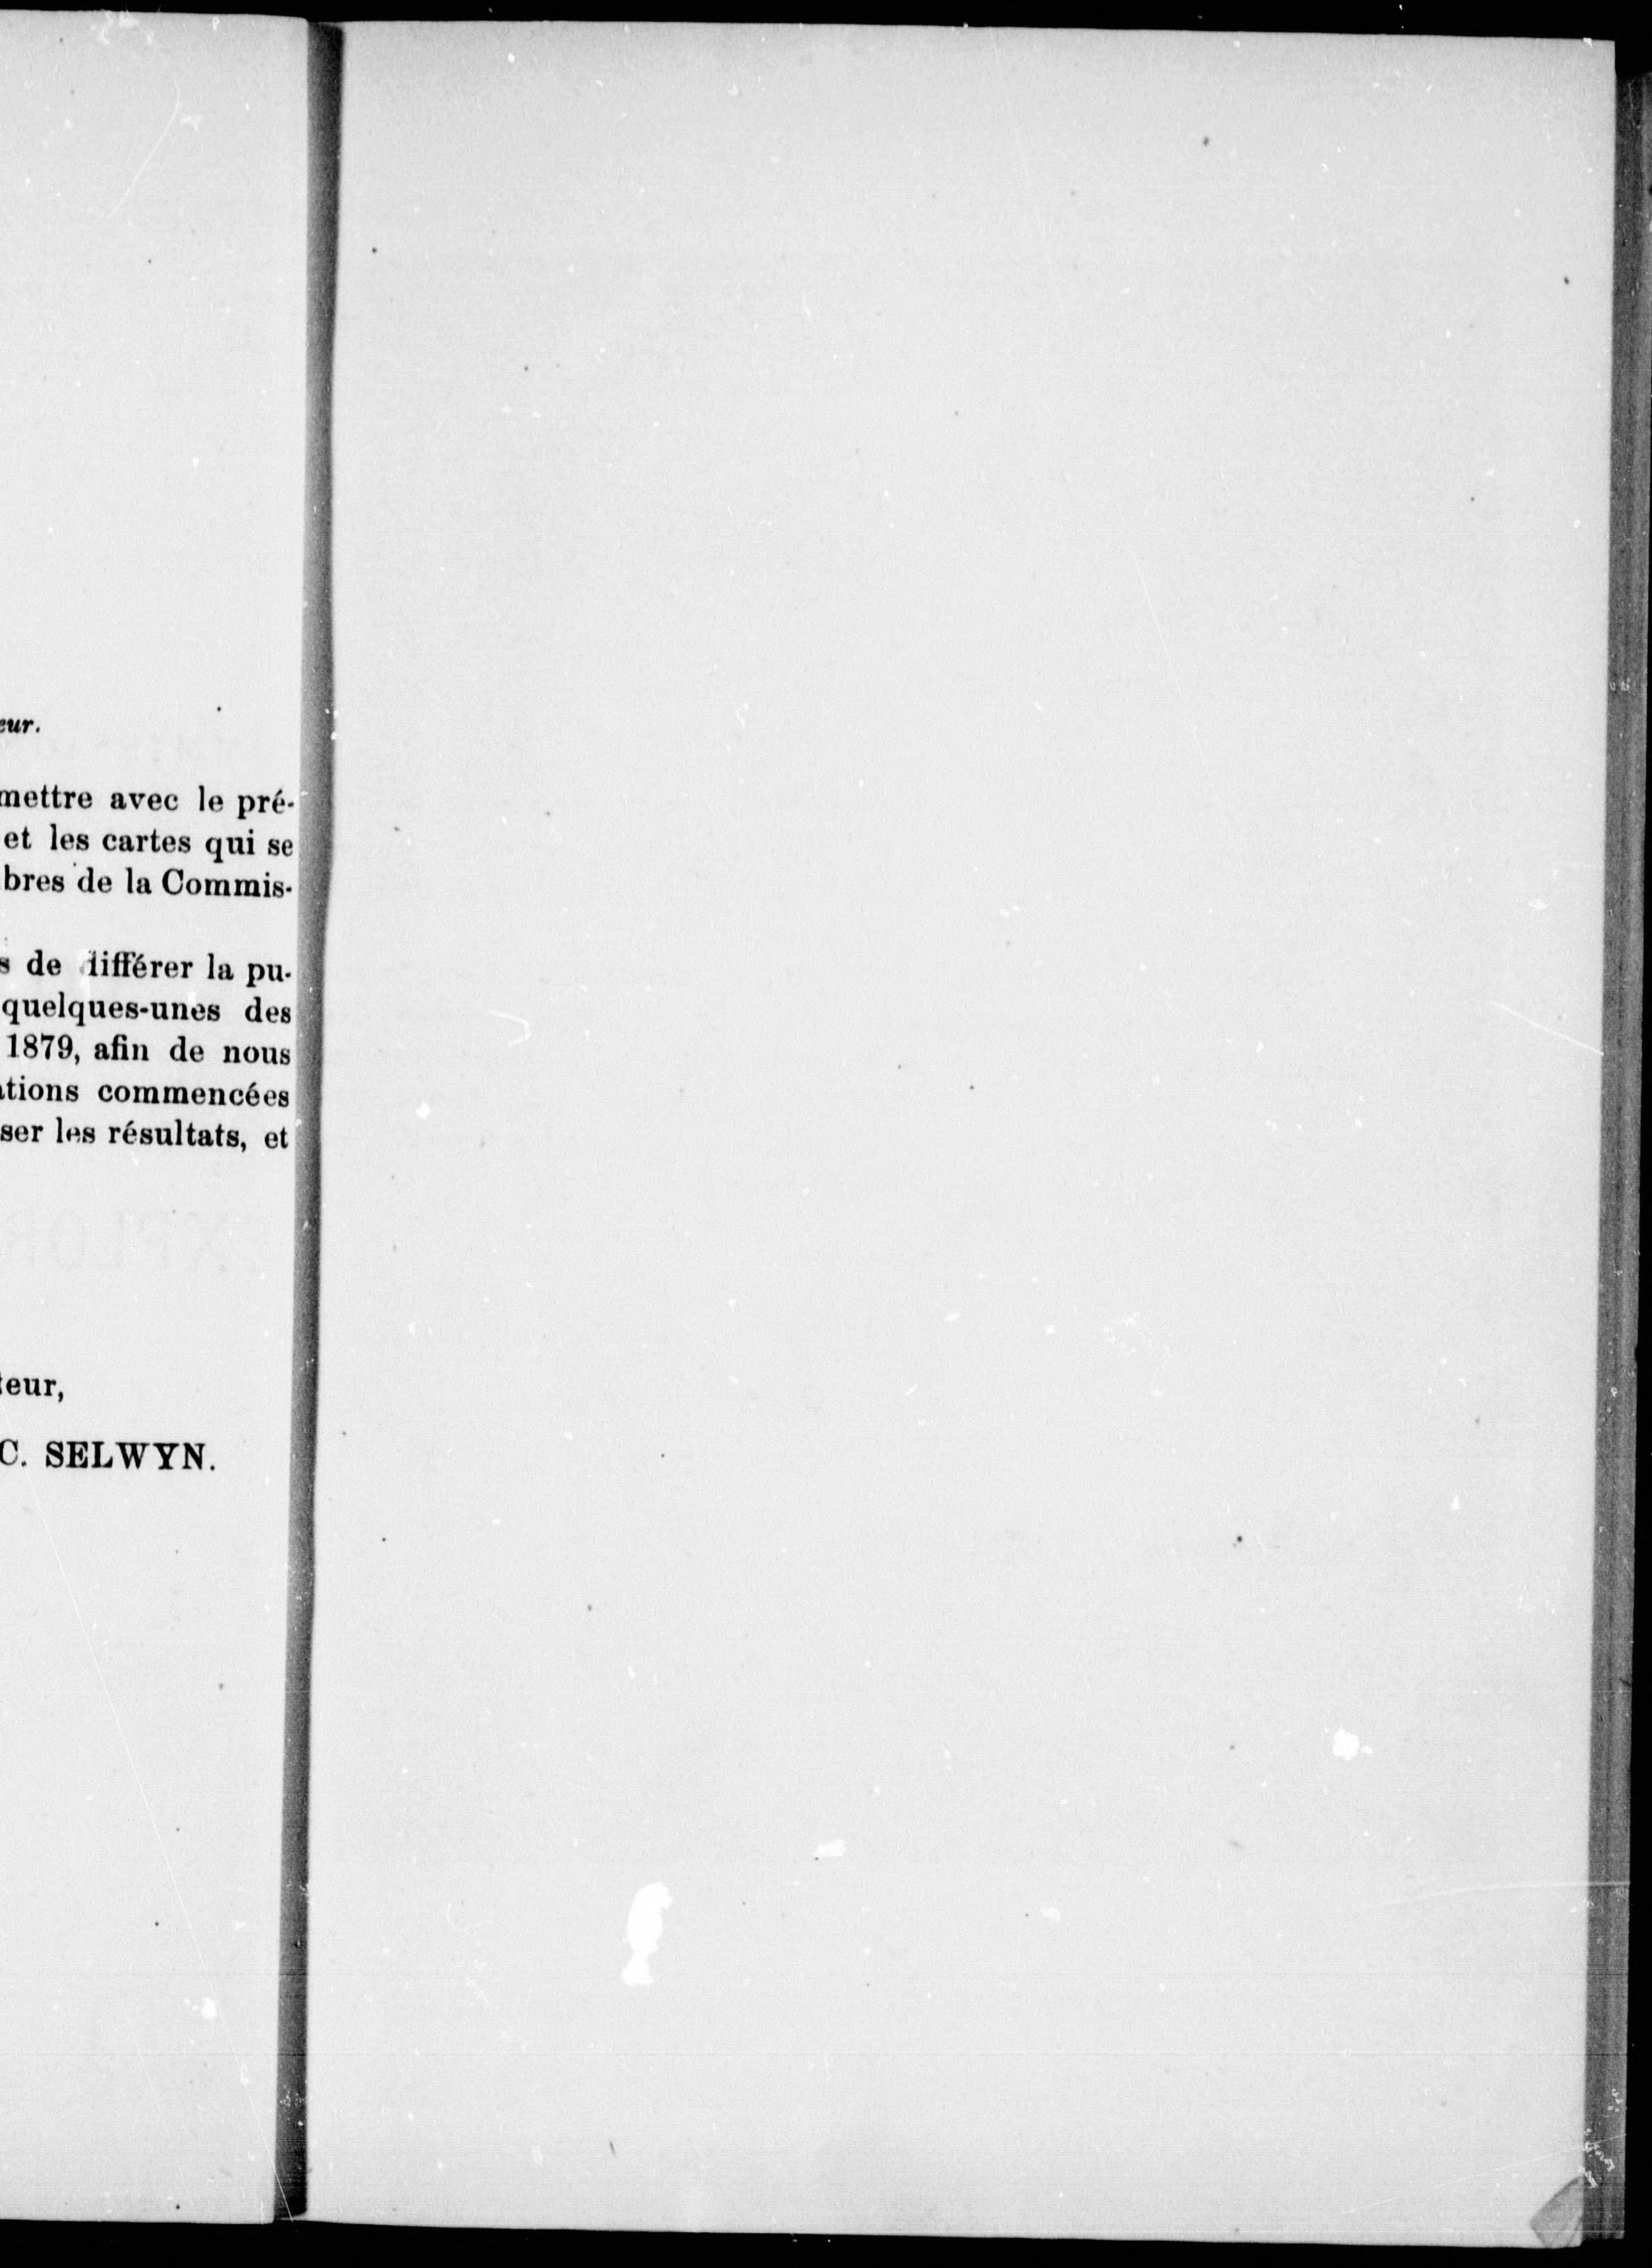 eur.
mettre avec le pré-
et les cartes qui se
bres de la Commis-
s de différer la pu-
quelques-unes des
1879, afin de nous
ations commencées
ser les résultats, et
teur,
C. SELWYN.